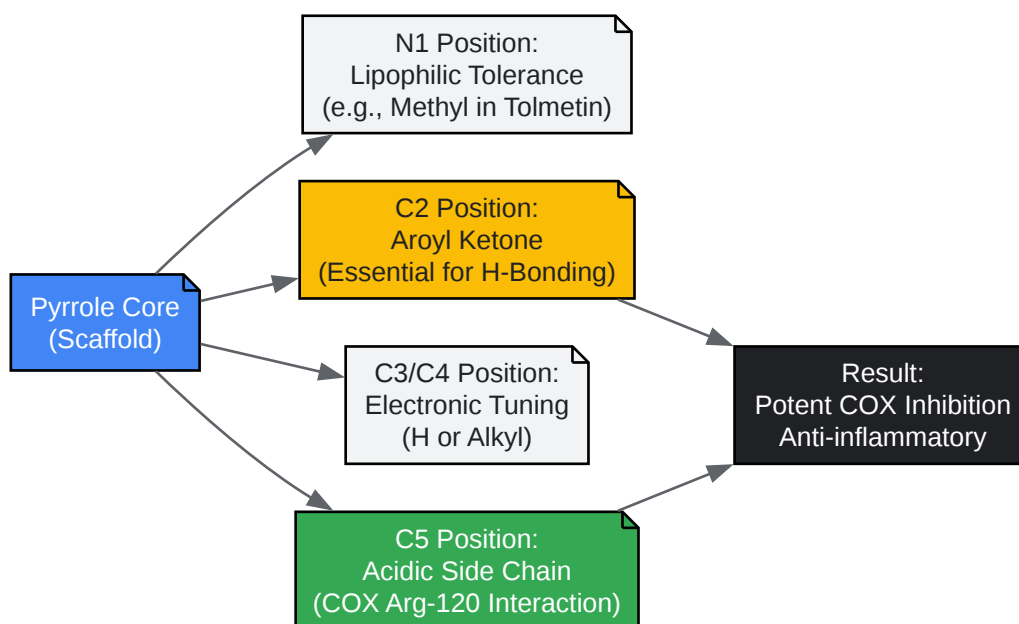 N1 Position:
Lipophilic Tolerance
(e.g., Methyl in Tolmetin)
C2 Position:
Aroyl Ketone
(Essential for H-Bonding)
Pyrrole Core
(Scaffold)
C3/C4 Position:
Electronic Tuning
(H or Alkyl)
Result:
Potent COX Inhibition
Anti-inflammatory
C5 Position:
Acidic Side Chain
(COX Arg-120 Interaction)